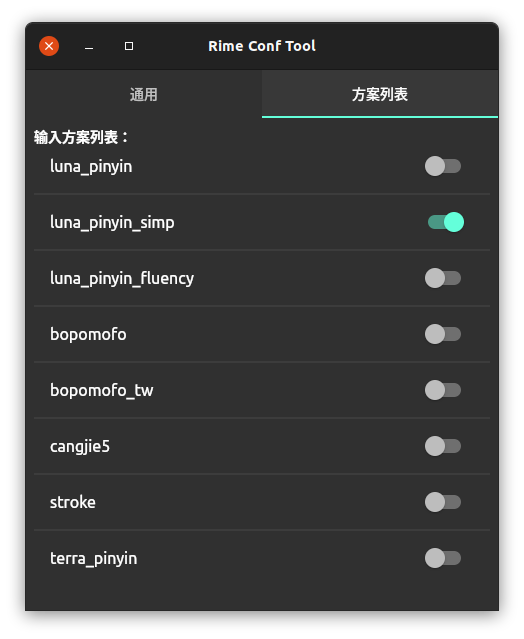 Rime Conf Tool
通用
方案列表
输入方案列表：
luna_pinyin
luna_pinyin_simp
luna_pinyin_fluency
bopomofo
bopomofo_tw
cangjie5
stroke
terra_pinyin